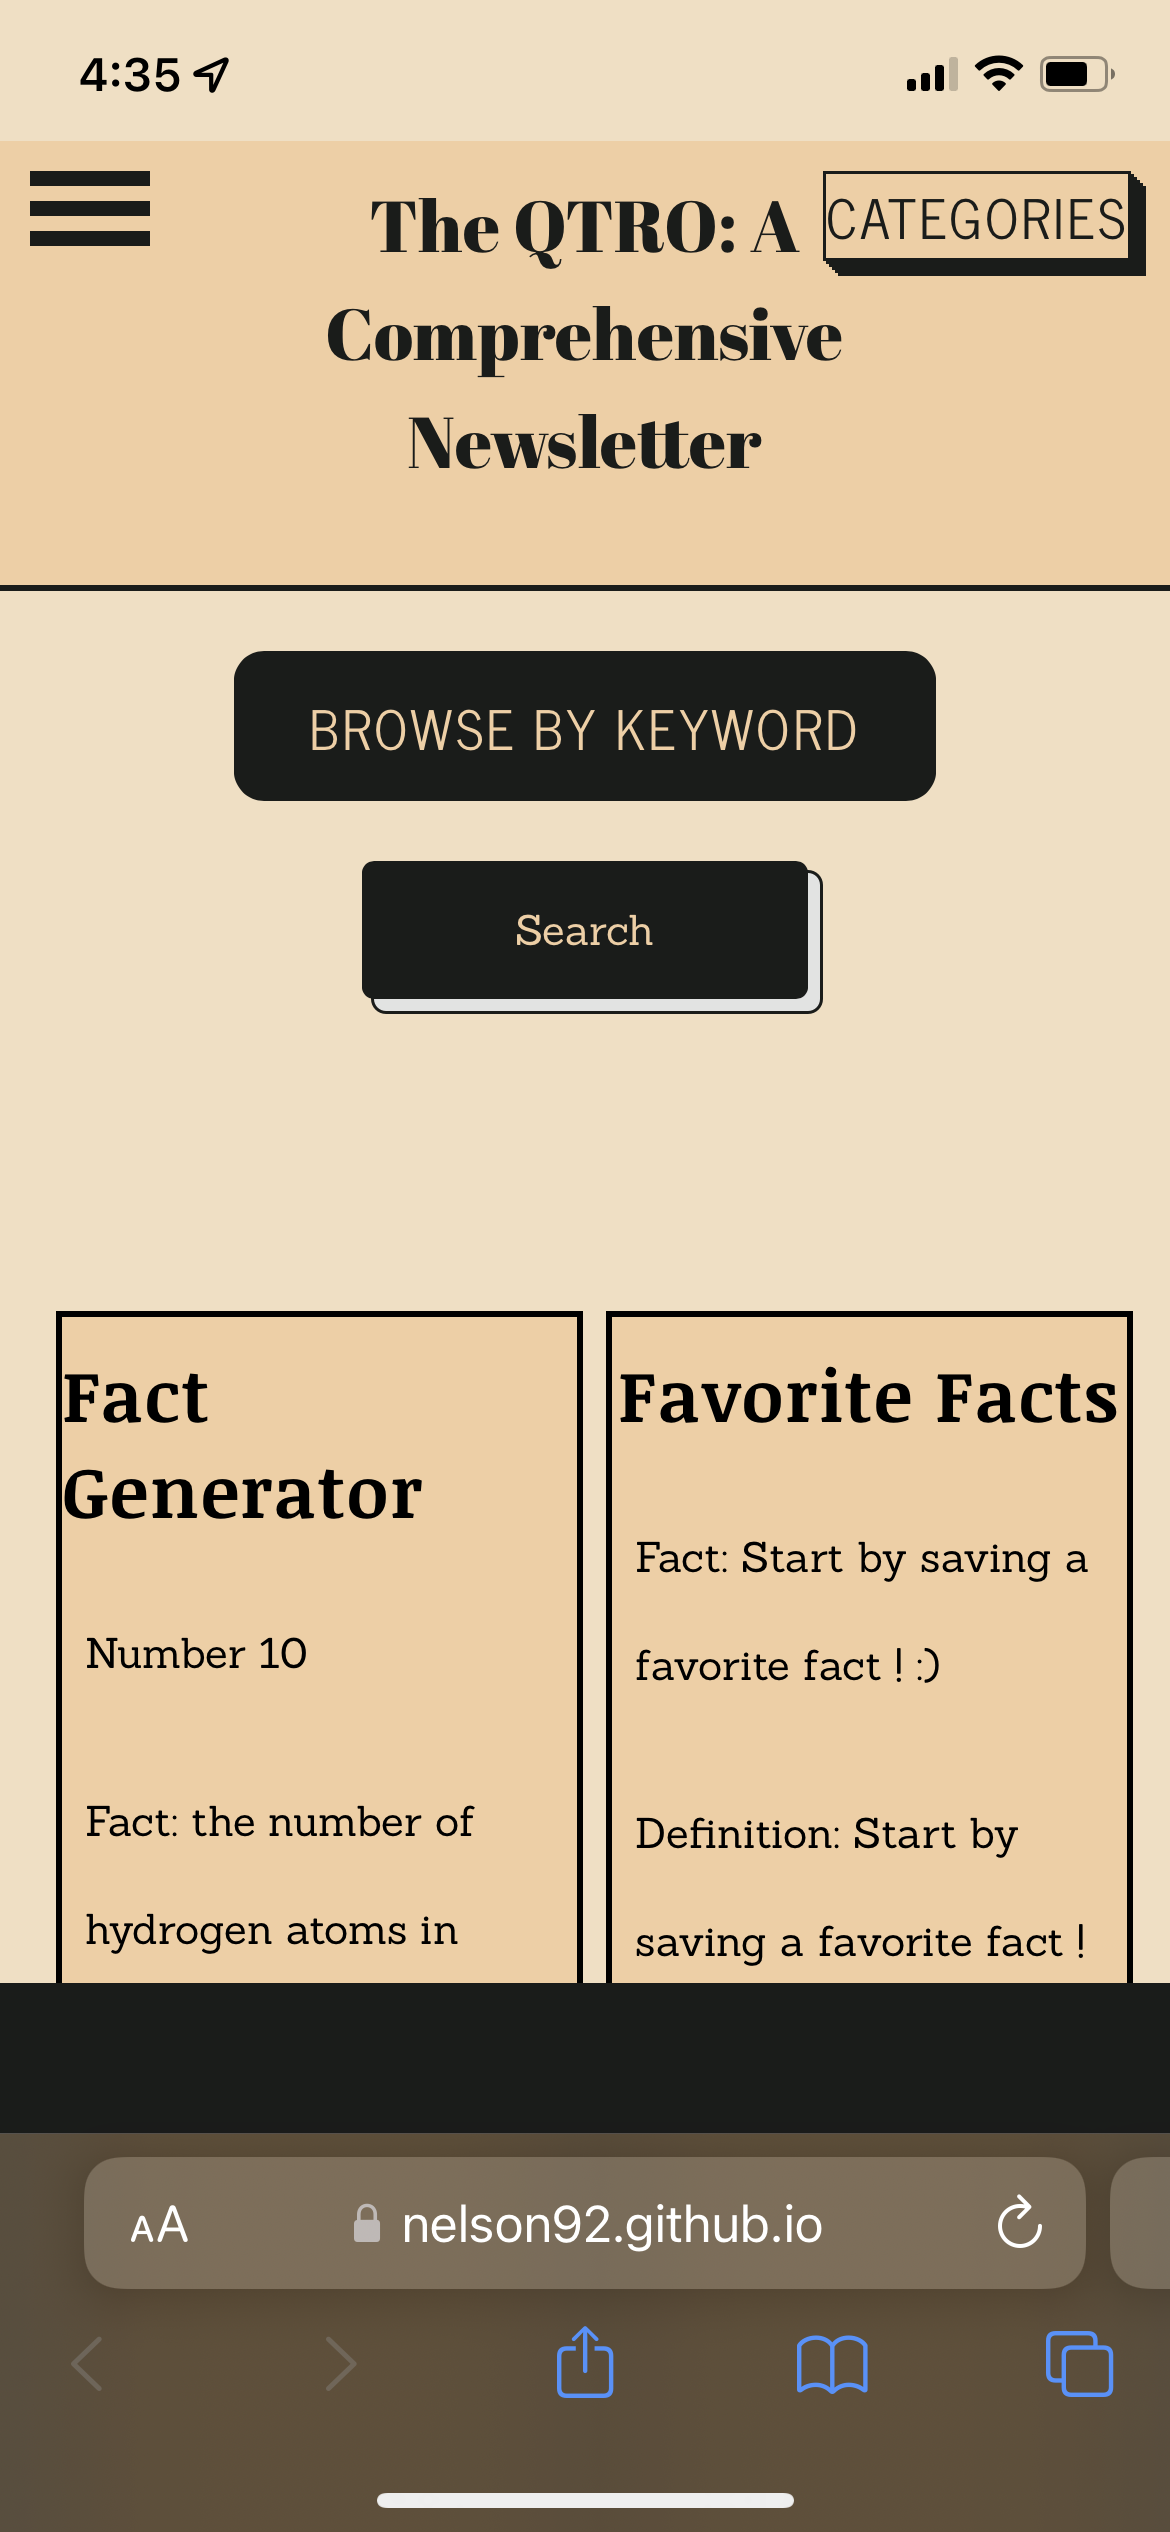 4:35
The QTRO: A
Comprehensive
Newsletter
CATEGORIES
BROWSE BY KEYWORD
Search
Fact
Generator
Number 10
Fact: the number of
hydrogen atoms in
Favorite Facts
Fact: Start by saving a
favorite fact ! :)
Definition: Start by
saving a favorite fact !
AA
nelson92.github.io